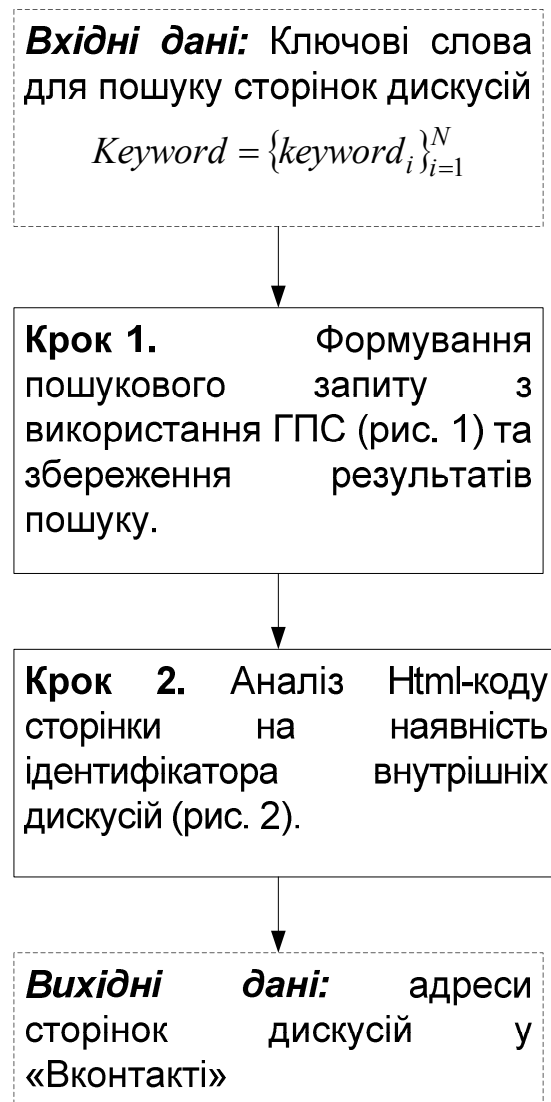 Вхідні дані: Ключові слова
для пошуку сторінок дискусій
Keyword = {keyword_i}_{i=1}^{N}
Крок 1. Формування
пошукового запиту з
використання ГПС (рис. 1) та
збереження результатів
пошуку.
Крок 2. Аналіз Html-коду
сторінки на наявність
ідентифікатора внутрішніх
дискусій (рис. 2).
Вихідні дані: адреси
сторінок дискусій у
«Вконтакті»